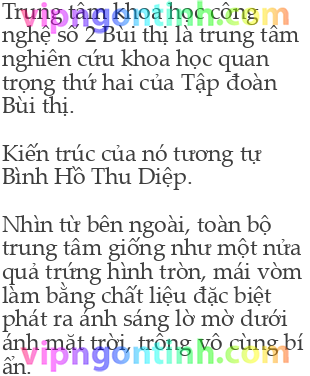 Trung tâm khoa học công
vipngontinh.com
nghệ số 2 Bùi thị là trung tâm
nghiên cứu khoa học quan
trọng thứ hai của Tập đoàn
Bùi thị.
Kiến trúc của nó tương tự
Bình Hồ Thu Diệp.
Nhìn từ bên ngoài, toàn bộ
trung tâm giống như một nửa
quả trứng hình tròn, mái vòm
làm bằng chất liệu đặc biệt
phát ra ánh sáng lờ mờ dưới
ánh mặt trời, trông vô cùng bí
vipngontinh.com
ẩn.